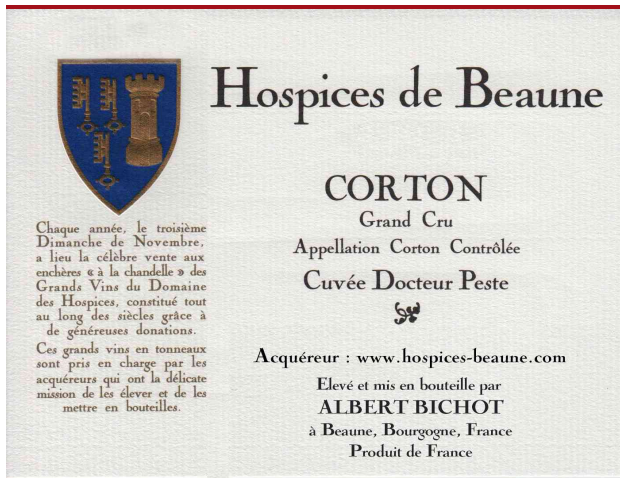 Hospices de Beaune
CORTON
Grand Cru
Appellation Corton Contrôlée
Cuvée Docteur Peste
Chaque année, le troisième
Dimanche de Novembre,
a lieu la célèbre vente aux
enchères « à la chandelle » des
Grands Vins du Domaine
des Hospices, constitué tout
au long des siècles grâce à
de généreuses donations.
Ces grands vins en tonneaux
sont pris en charge par les
acquéreurs qui ont la délicate
mission de les élever et de les
mettre en bouteilles.
Acquéreur : www.hospices-beaune.com
Elevé et mis en bouteille par
ALBERT BICHOT
à Beaune, Bourgogne, France
Produit de France